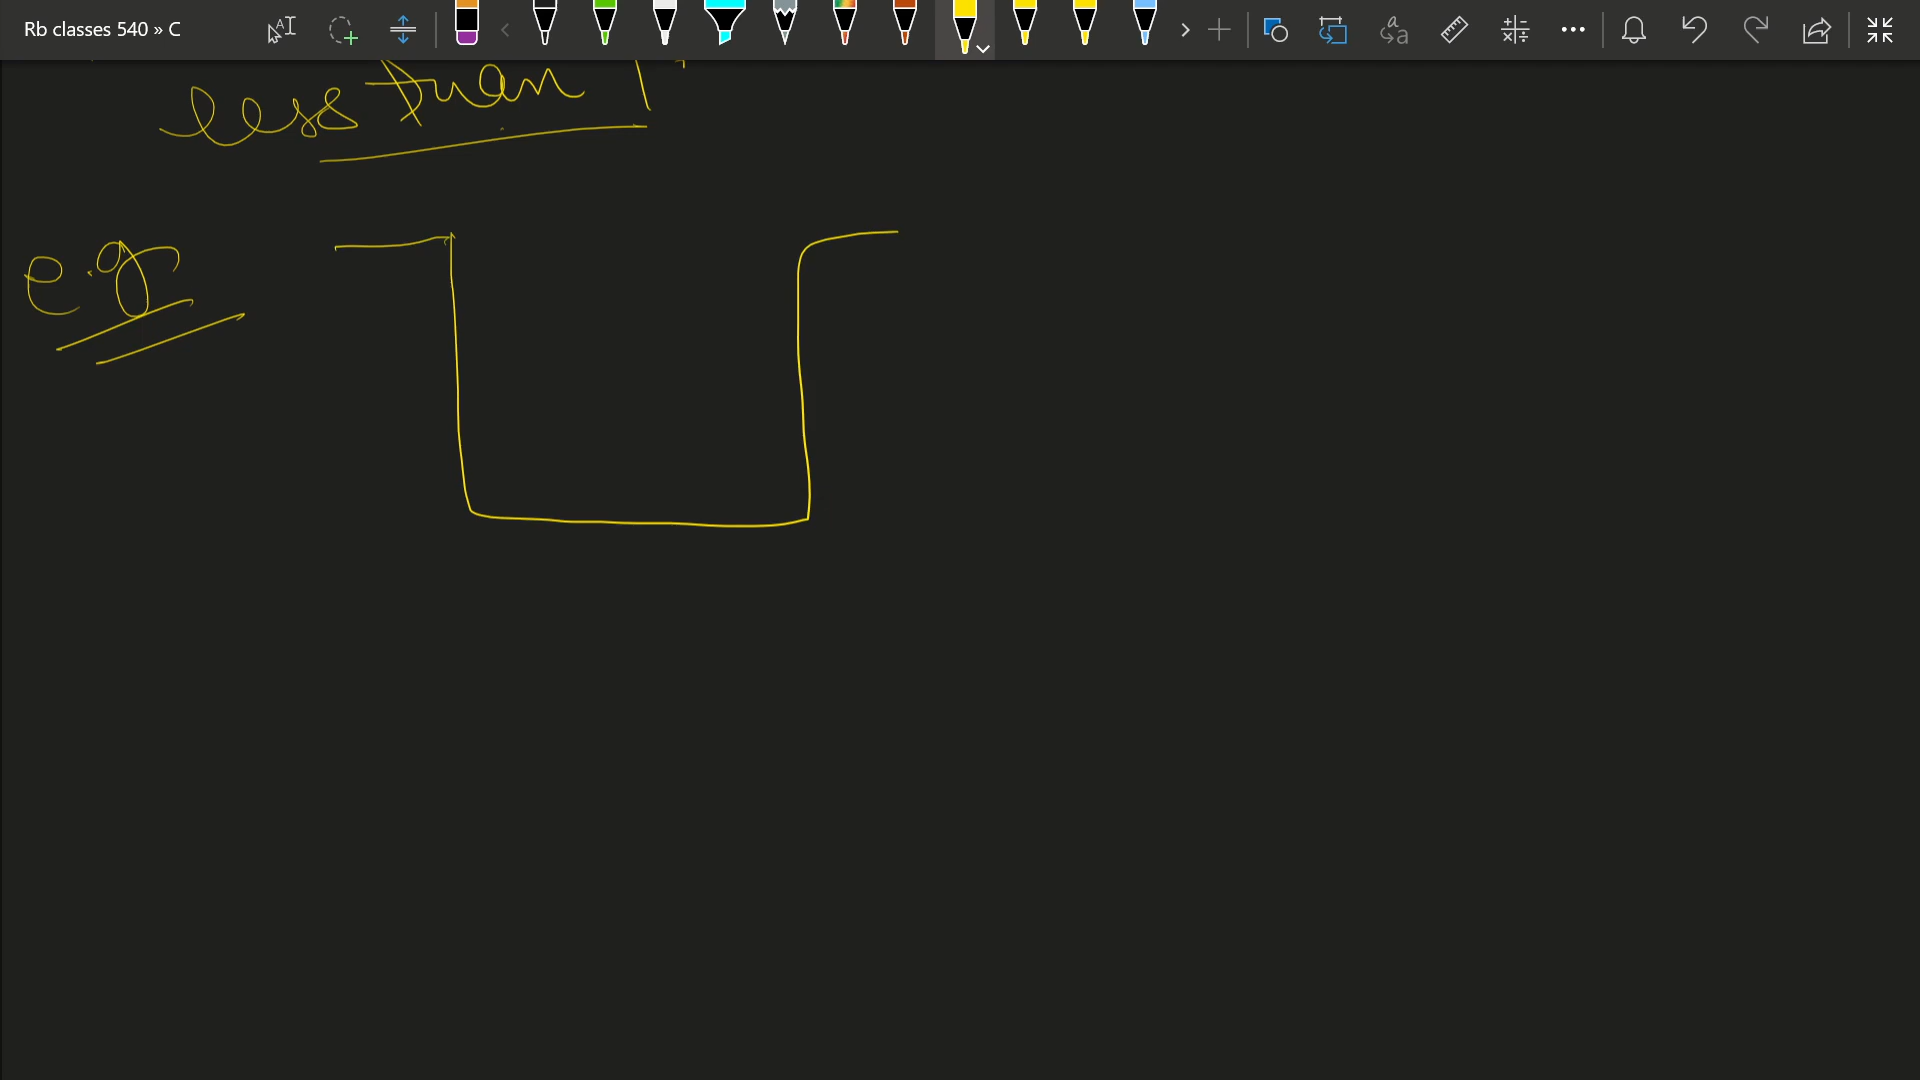 Rb classes 540 » C
less than 1
e.g